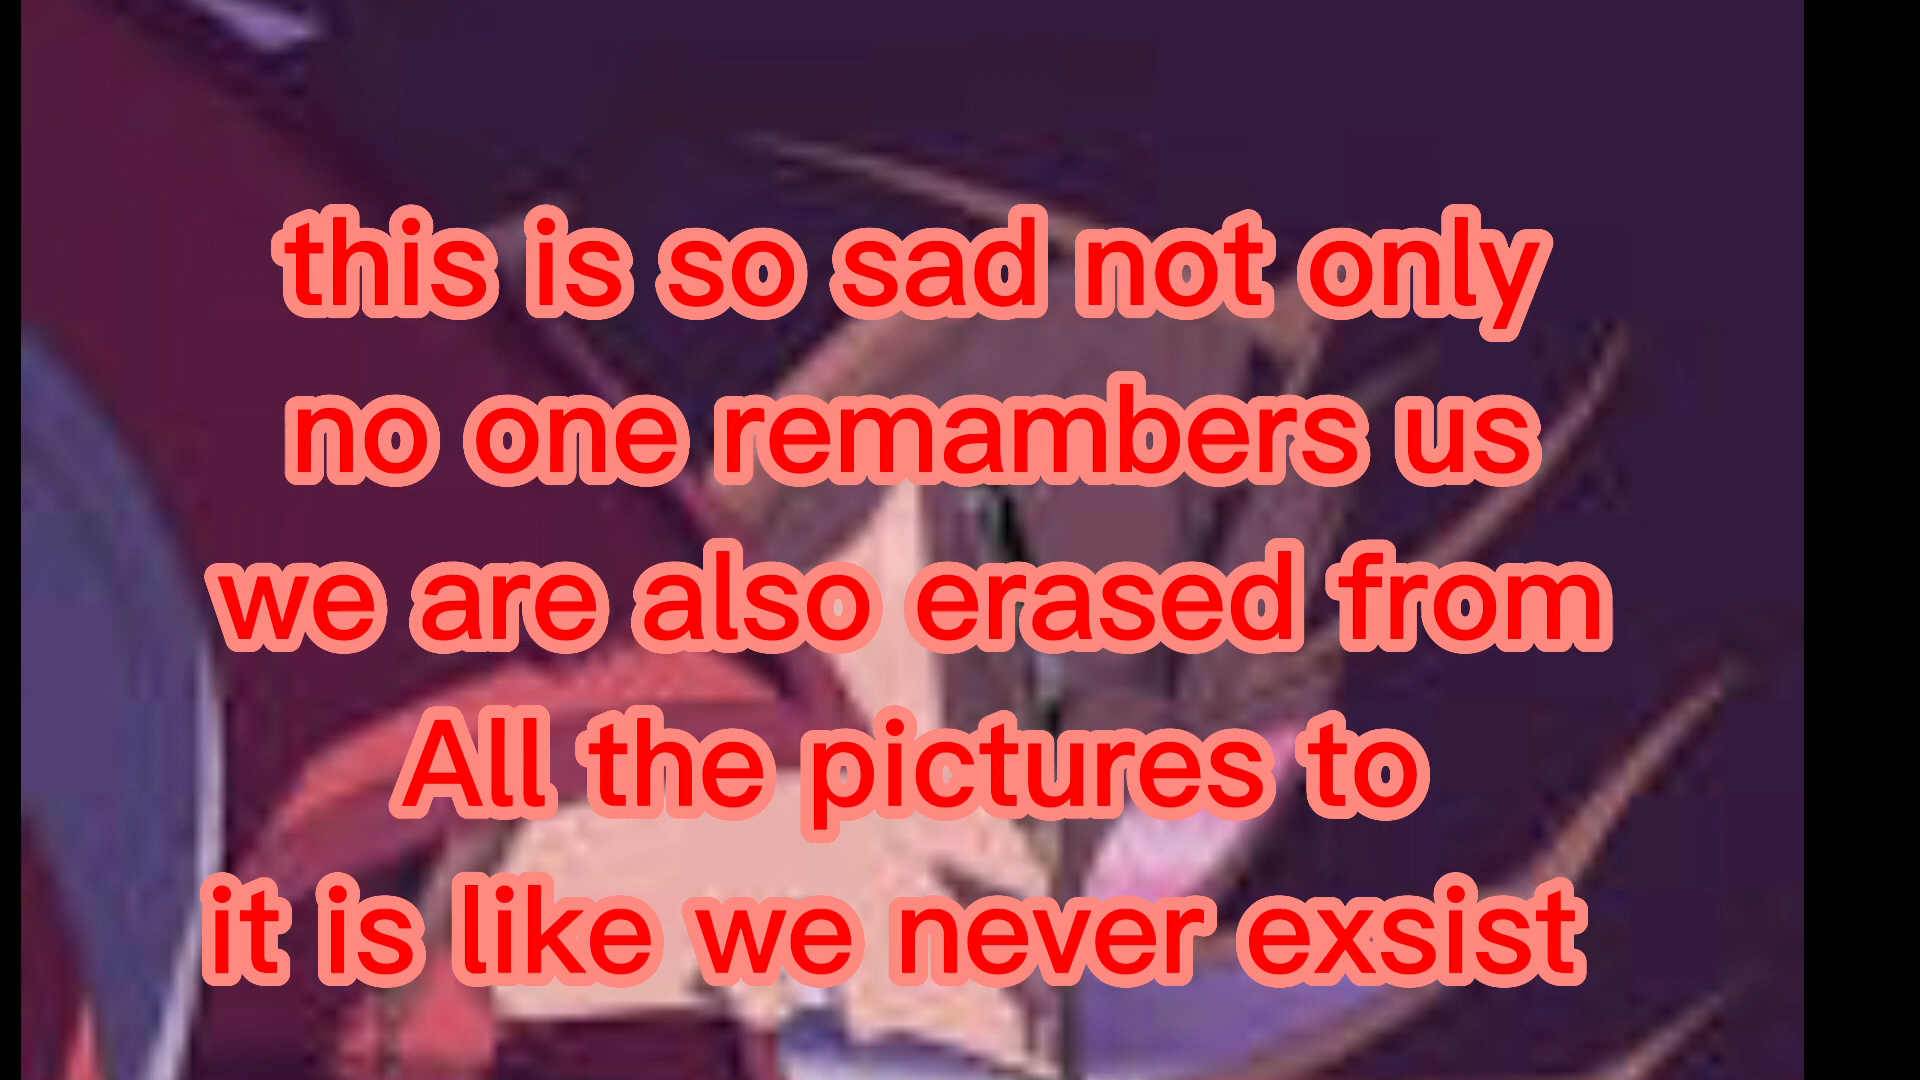 this is so sad not only
no one remambers us
we are also erased from
All the pictures to
it is like we never exsist